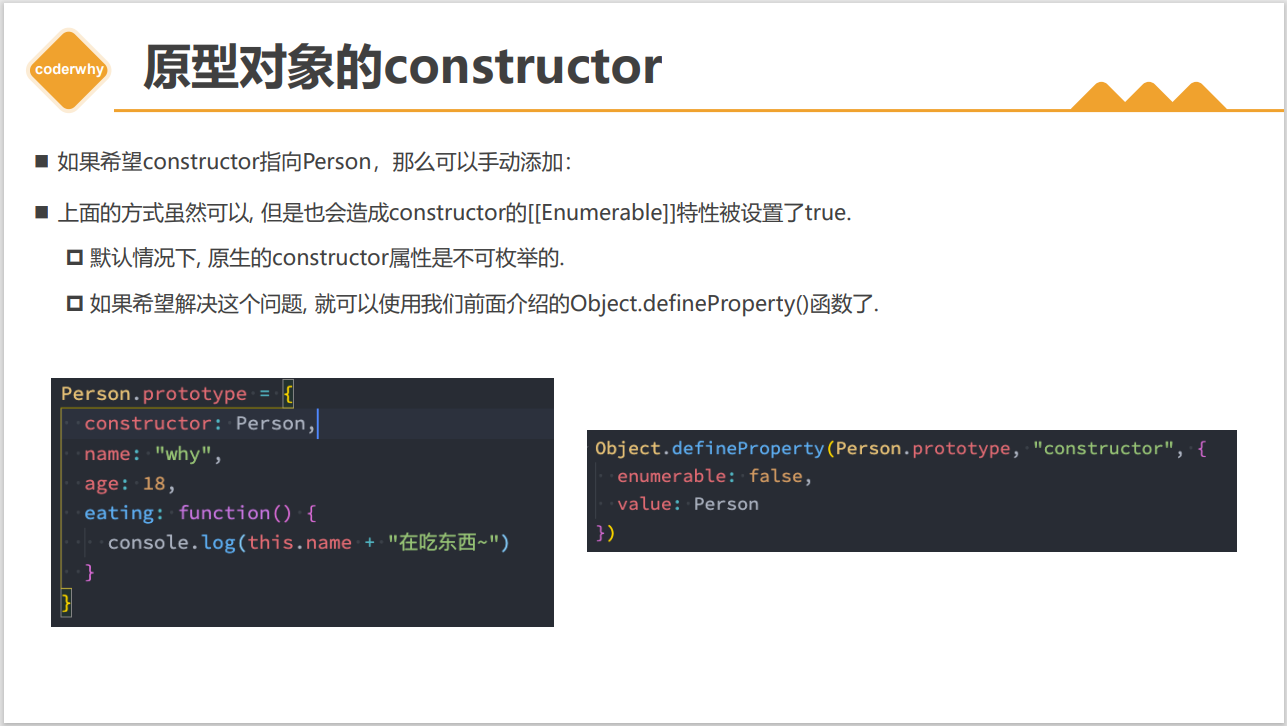 coderwhy
原型对象的constructor
如果希望constructor指向Person，那么可以手动添加：
上面的方式虽然可以, 但是也会造成constructor的[[Enumerable]]特性被设置了true.
默认情况下, 原生的constructor属性是不可枚举的.
如果希望解决这个问题, 就可以使用我们前面介绍的Object.defineProperty()函数了.
Person.prototype = {
constructor: Person,
name: "why",
age: 18,
eating: function() {
console.log(this.name + "在吃东西~")
}
}
Object.defineProperty(Person.prototype, "constructor", {
enumerable: false,
value: Person
})